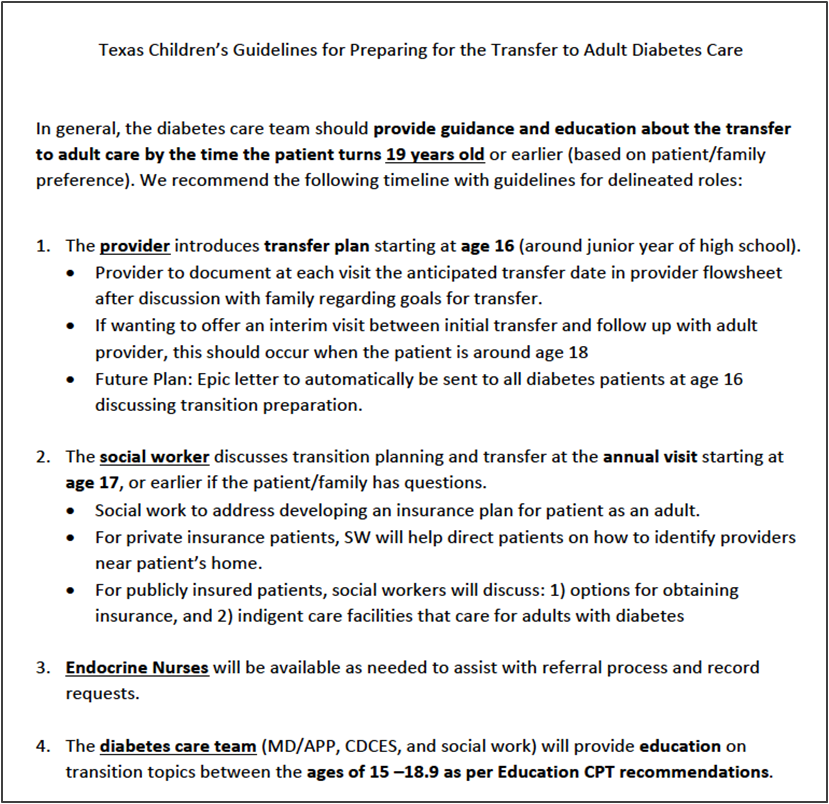 Texas Children's Guidelines for Preparing for the Transfer to Adult Diabetes Care
In general, the diabetes care team should provide guidance and education about the transfer
to adult care by the time the patient turns 19 years old or earlier (based on patient/family
preference). We recommend the following timeline with guidelines for delineated roles:
1. The provider introduces transfer plan starting at age 16 (around junior year of high school).
• Provider to document at each visit the anticipated transfer date in provider flowsheet
after discussion with family regarding goals for transfer.
• If wanting to offer an interim visit between initial transfer and follow up with adult
provider, this should occur when the patient is around age 18
• Future Plan: Epic letter to automatically be sent to all diabetes patients at age 16
discussing transition preparation.
2. The social worker discusses transition planning and transfer at the annual visit starting at
age 17, or earlier if the patient/family has questions.
• Social work to address developing an insurance plan for patient as an adult.
• For private insurance patients, SW will help direct patients on how to identify providers
near patient's home.
• For publicly insured patients, social workers will discuss: 1) options for obtaining
insurance, and 2) indigent care facilities that care for adults with diabetes
3. Endocrine Nurses will be available as needed to assist with referral process and record
requests.
4. The diabetes care team (MD/APP, CDCES, and social work) will provide education on
transition topics between the ages of 15 –18.9 as per Education CPT recommendations.